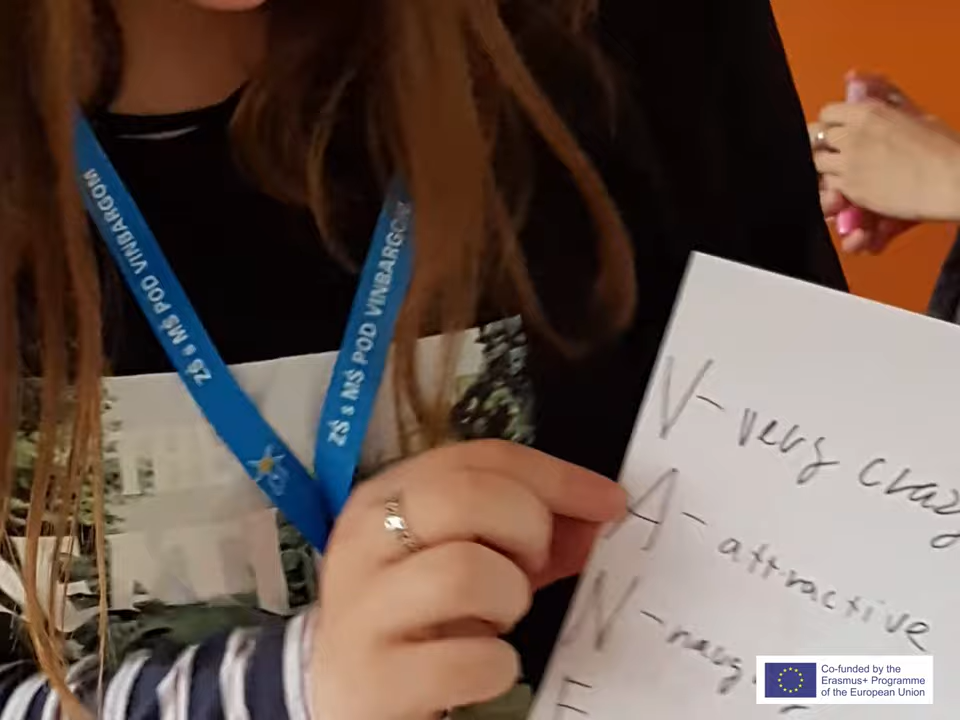 ZŠ s MŠ POD VINBARGOM
ZŠ s MŠ POD VINBARGOM
V- very crazy
A- attractive
N-
E
Co-funded by the
Erasmus+ Programme
of the European Union